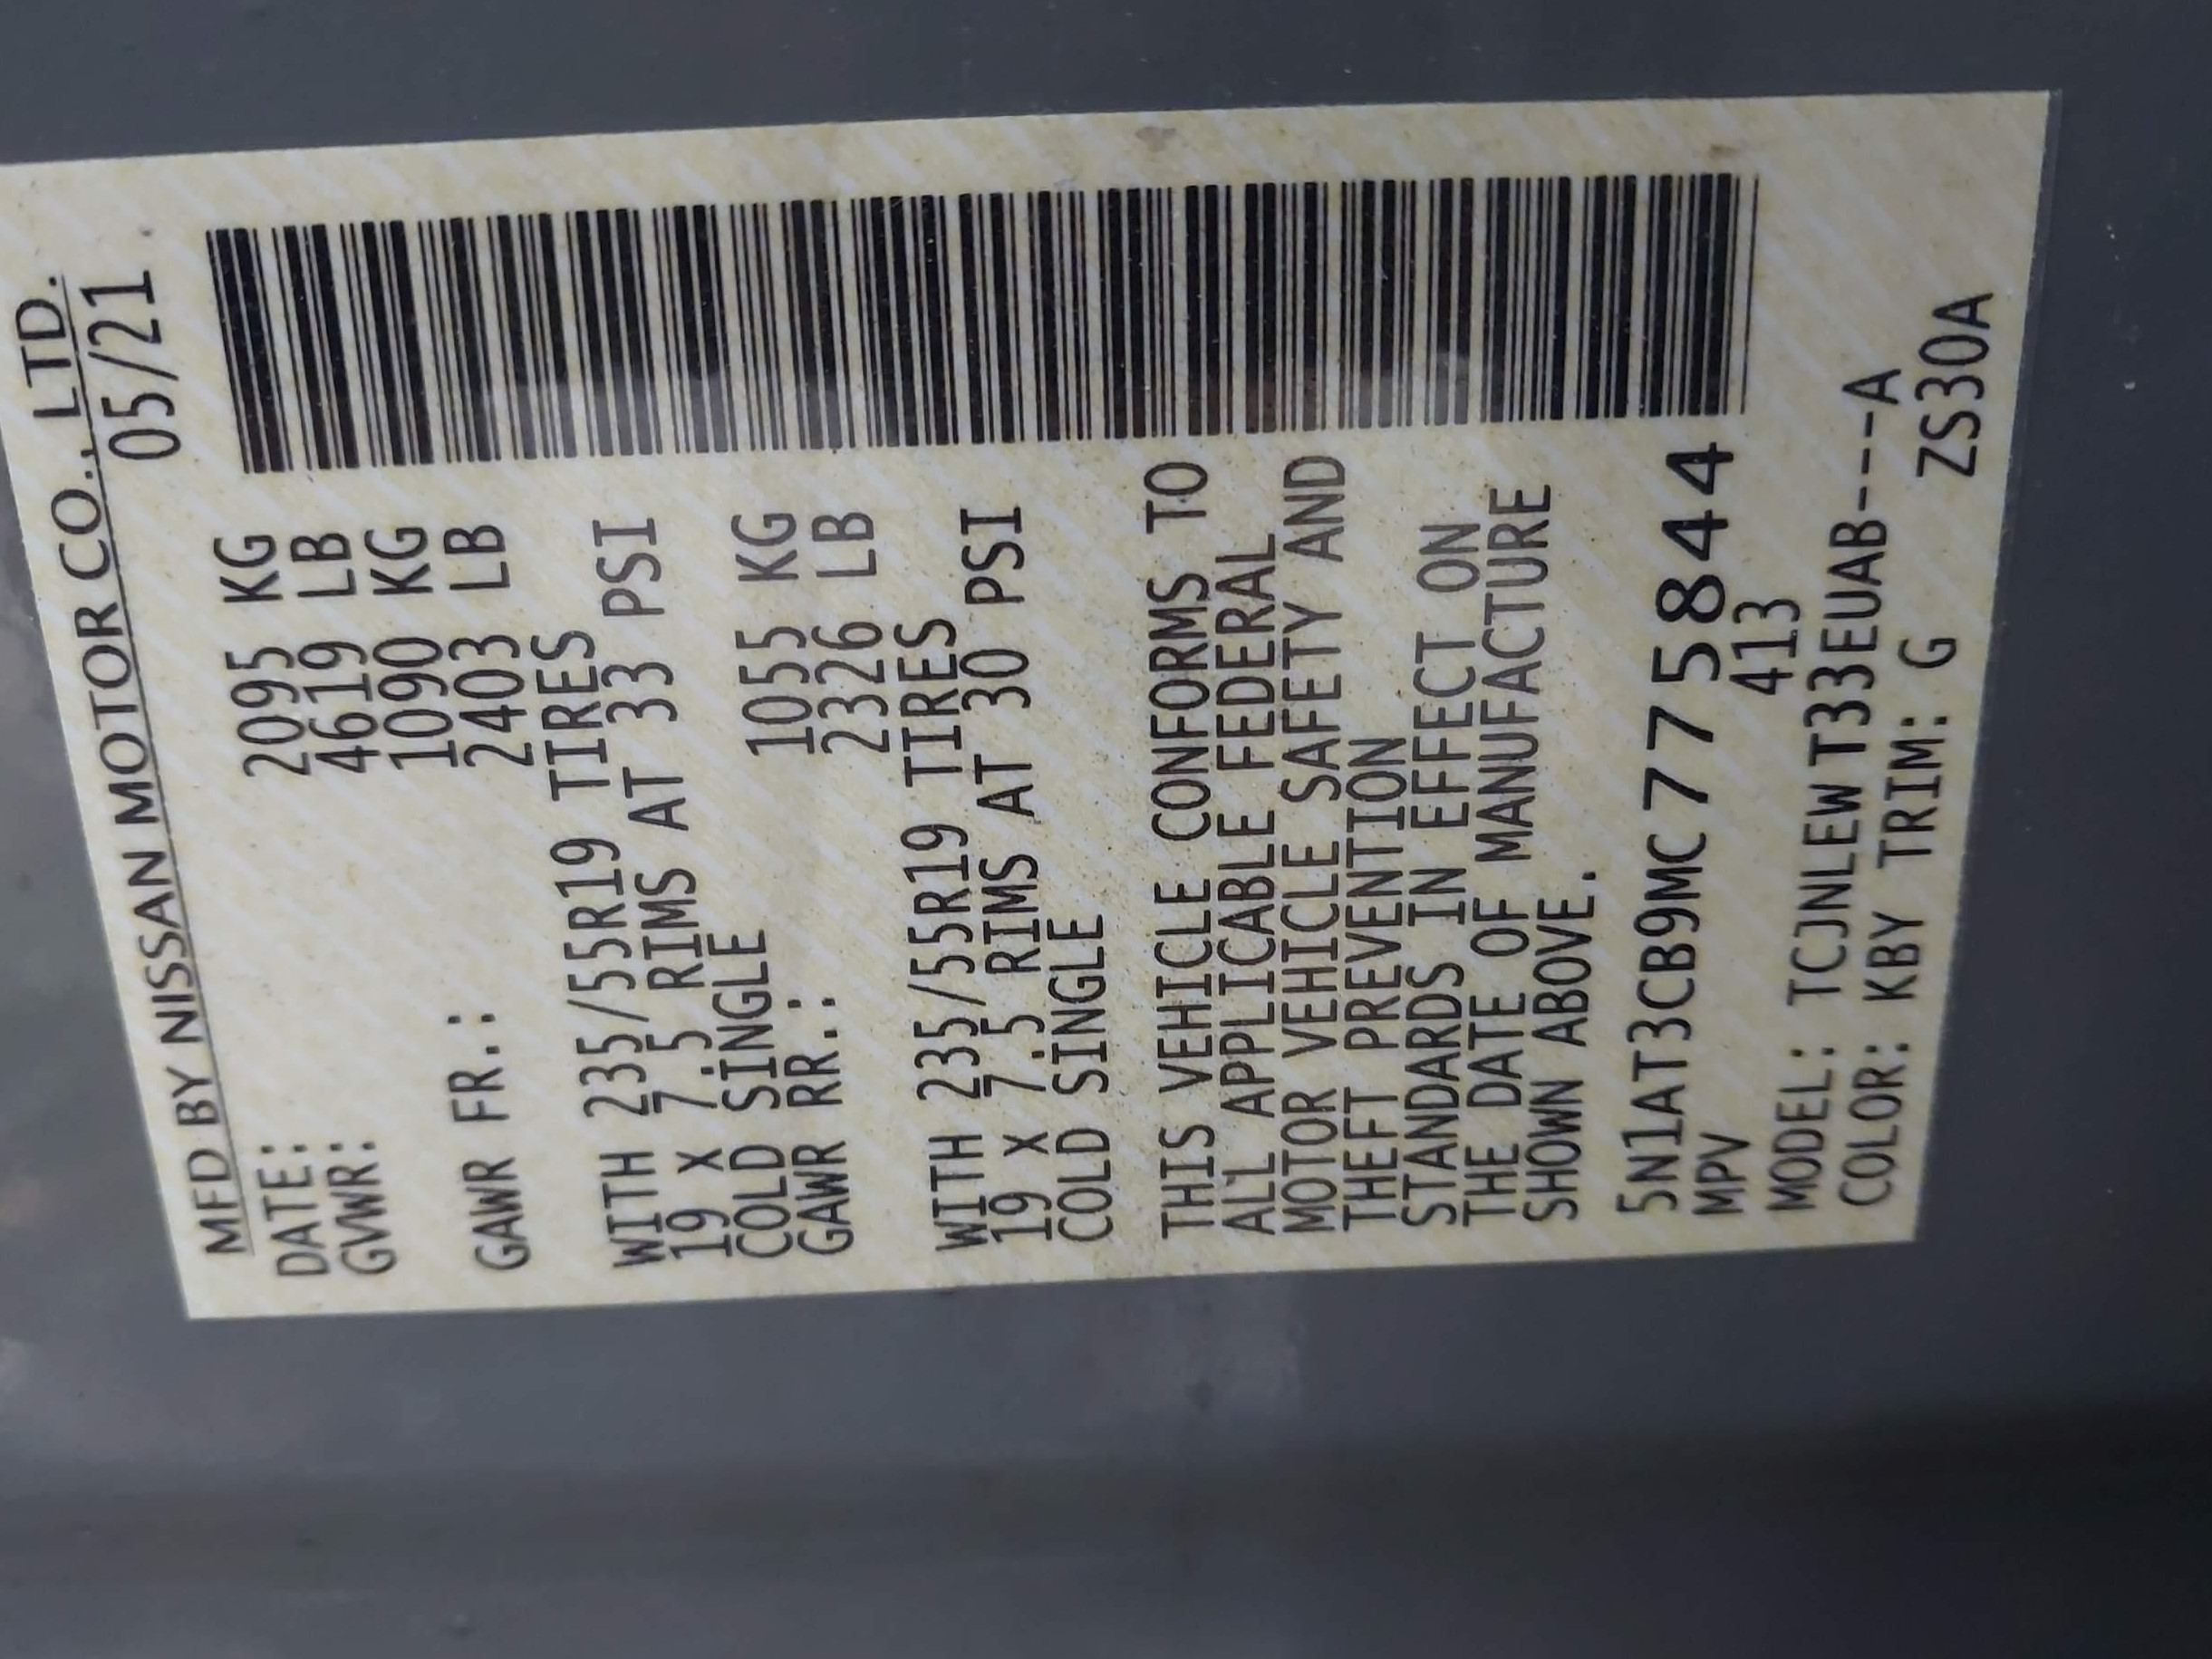 MFD BY NISSAN MOTOR CO., LTD.
DATE: 05/21
GVWR: 2095 KG
4619 LB
GAWR FR.: 1090 KG
2403 LB
WITH 235/55R19 TIRES
19 X 7.5 RIMS AT 33 PSI
COLD SINGLE
GAWR RR.: 1055 KG
2326 LB
WITH 235/55R19 TIRES
19 X 7.5 RIMS AT 30 PSI
COLD SINGLE
THIS VEHICLE CONFORMS TO
ALL APPLICABLE FEDERAL
MOTOR VEHICLE SAFETY AND
THEFT PREVENTION
STANDARDS IN EFFECT ON
THE DATE OF MANUFACTURE
SHOWN ABOVE.
5N1AT3CB9MC775844
MPV 413
MODEL: TCJNLEWT33EUAB---A
COLOR: KBY TRIM: G ZS30A